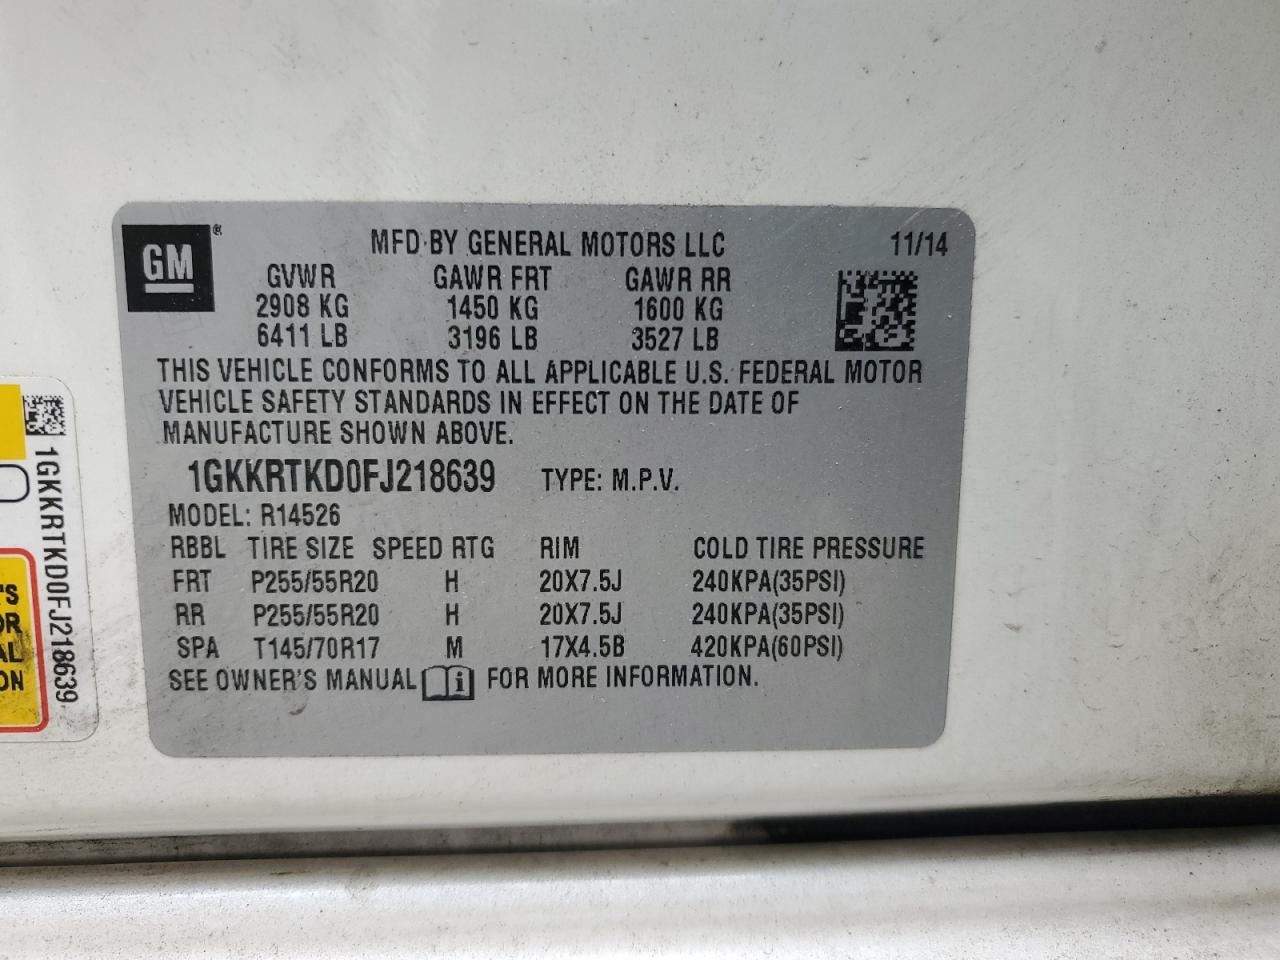 GM®
MFD BY GENERAL MOTORS LLC 11/14
GVWR GAWR FRT GAWR RR
2908 KG 1450 KG 1600 KG
6411 LB 3196 LB 3527 LB
THIS VEHICLE CONFORMS TO ALL APPLICABLE U.S. FEDERAL MOTOR
VEHICLE SAFETY STANDARDS IN EFFECT ON THE DATE OF
MANUFACTURE SHOWN ABOVE.
1GKKRTKD0FJ218639 TYPE: M.P.V.
MODEL: R14526
RBBL TIRE SIZE SPEED RTG RIM COLD TIRE PRESSURE
FRT P255/55R20 H 20X7.5J 240KPA(35PSI)
RR P255/55R20 H 20X7.5J 240KPA(35PSI)
SPA T145/70R17 M 17X4.5B 420KPA(60PSI)
SEE OWNER'S MANUAL i FOR MORE INFORMATION.
1GKKRTKD0FJ218639